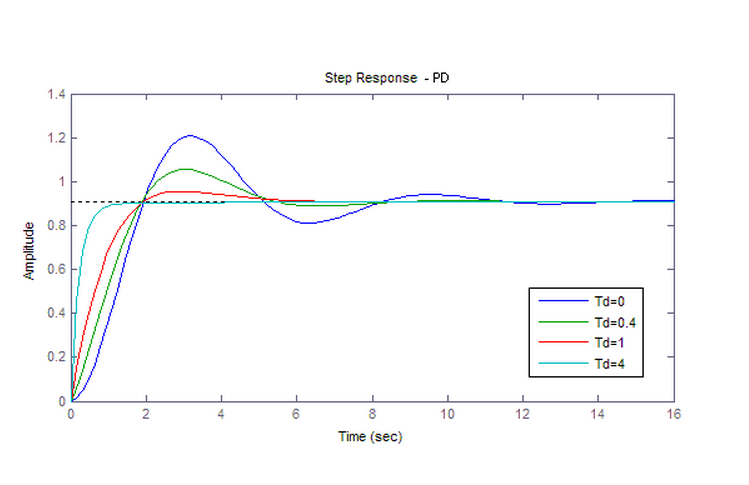 Step Response - PD
1.4
1.2
1
0.8
0.6
0.4
0.2
0
Amplitude
Td=0
Td=0.4
Td=1
Td=4
0 2 4 6 8 10 12 14 16
Time (sec)